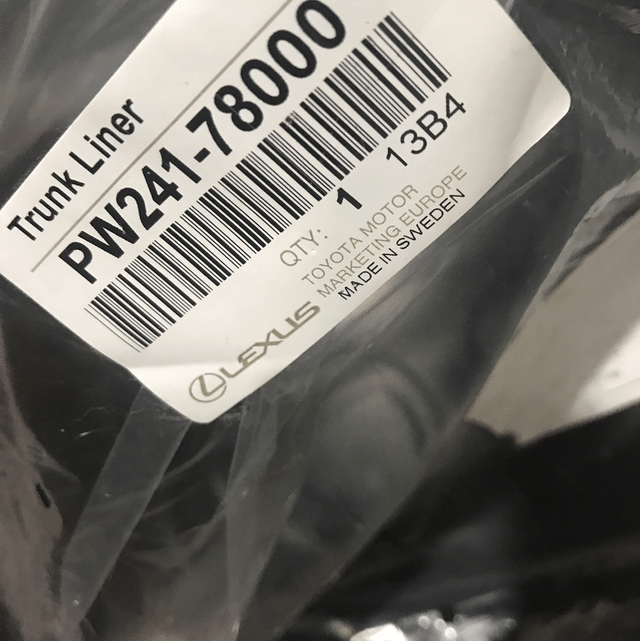 Trunk Liner
PW241-78000
QTY: 1 13B4
TOYOTA MOTOR
MARKETING EUROPE
MADE IN SWEDEN
LEXUS